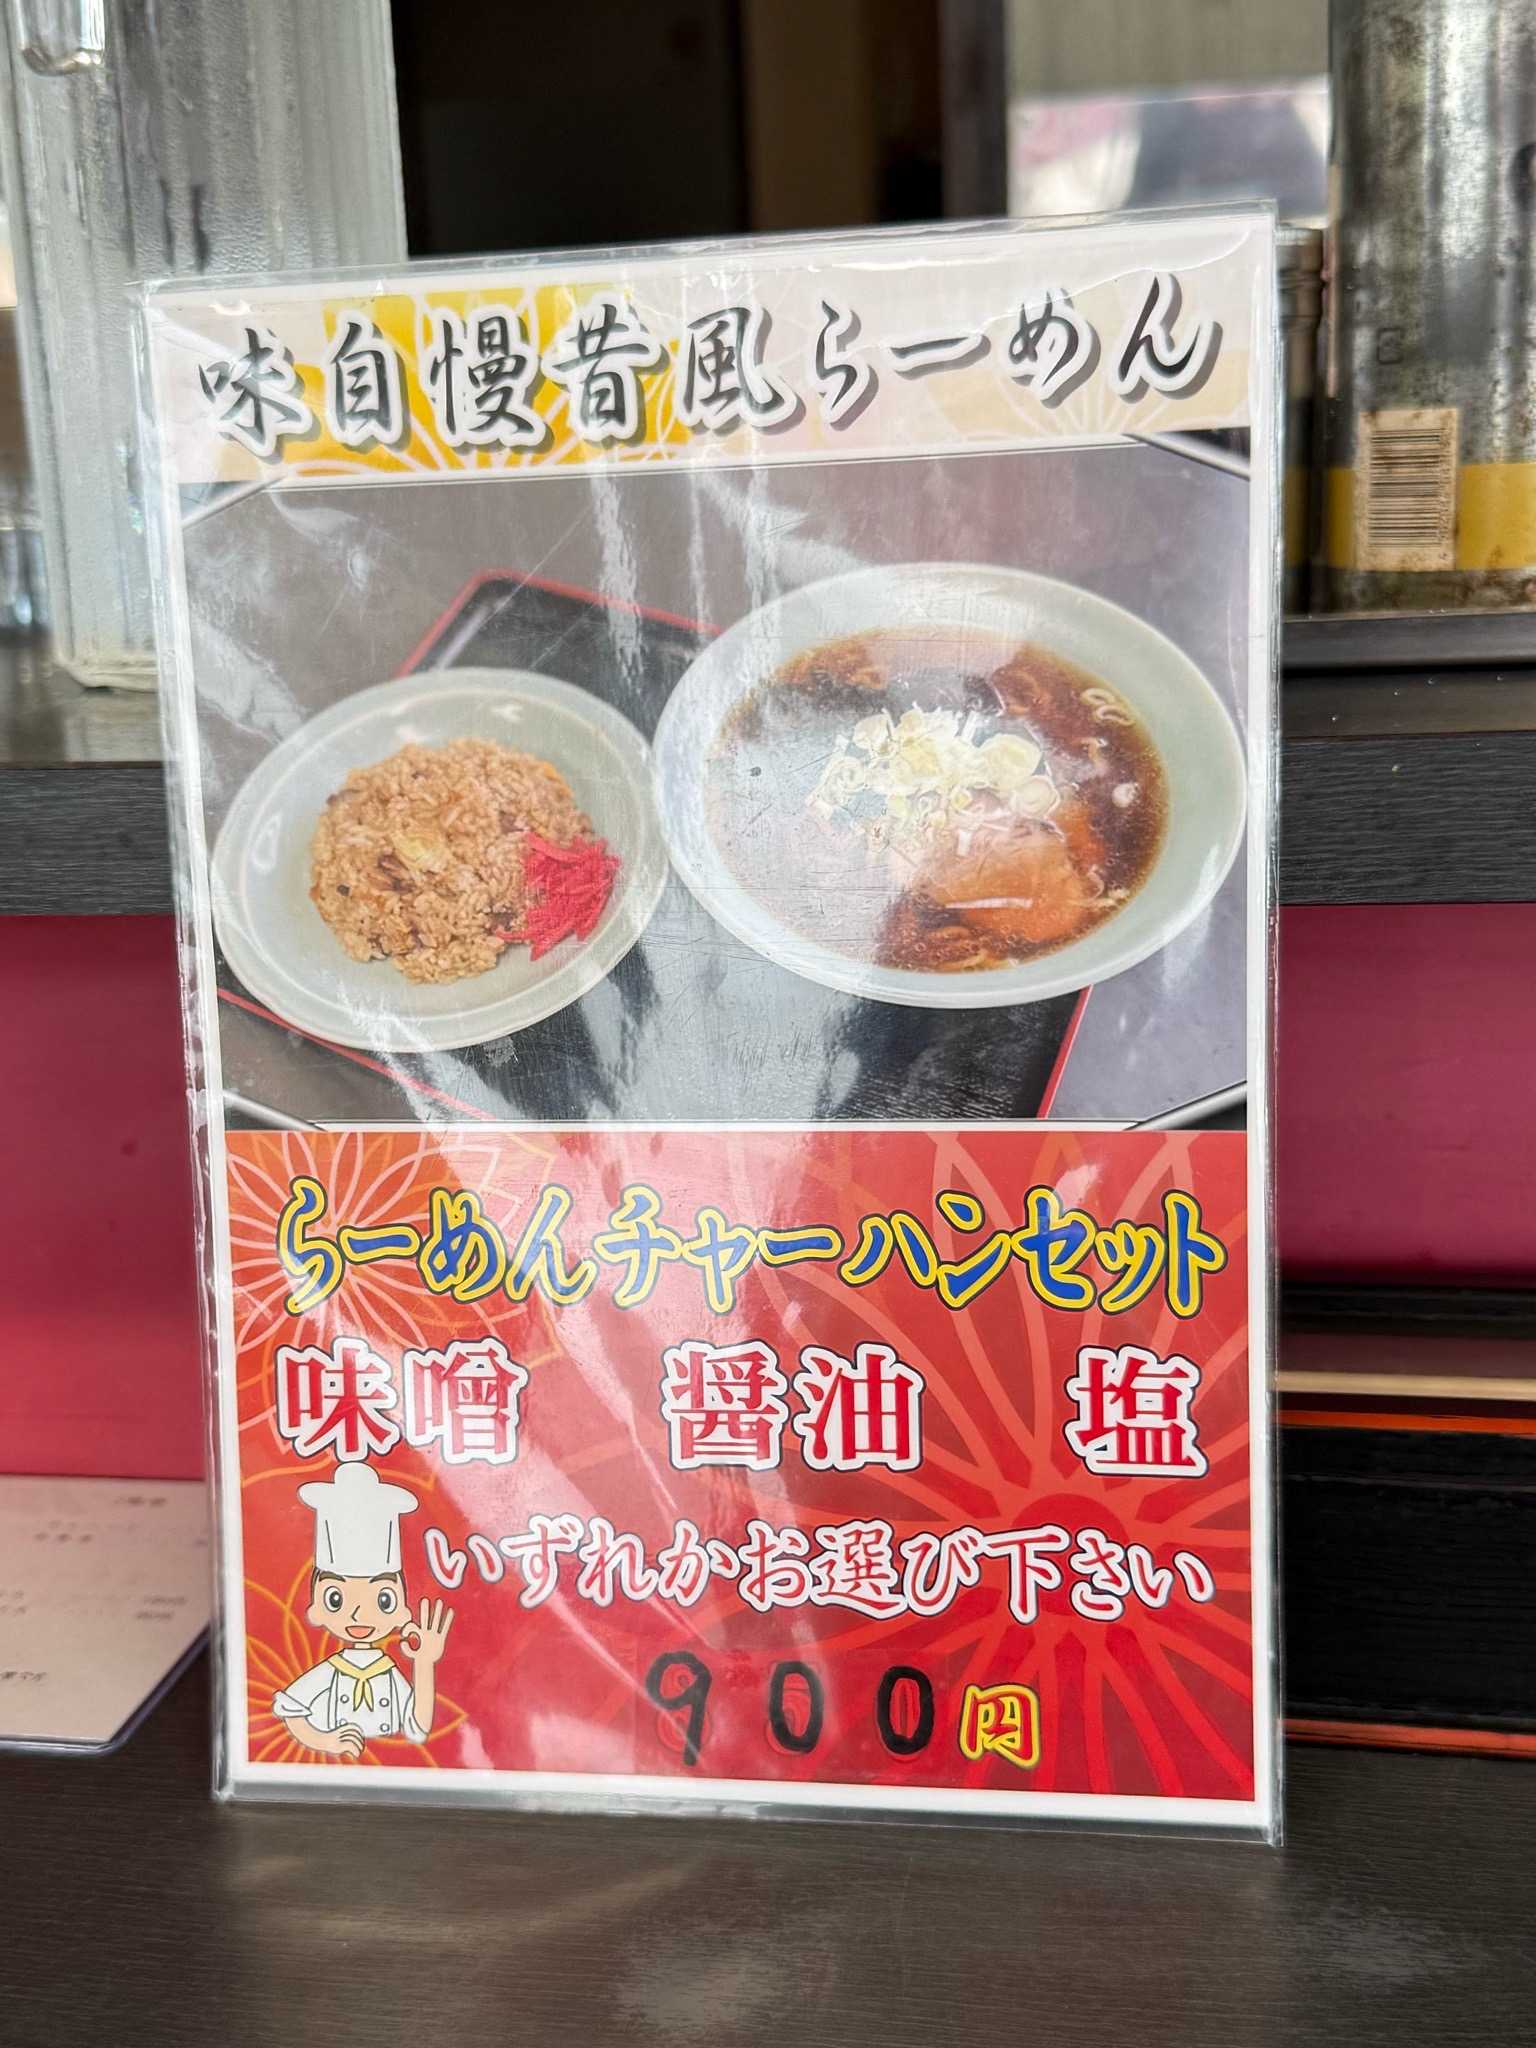 味自慢昔風らーめん
らーめんチャーハンセット
味噌 醤油 塩
いずれかお選び下さい
900円